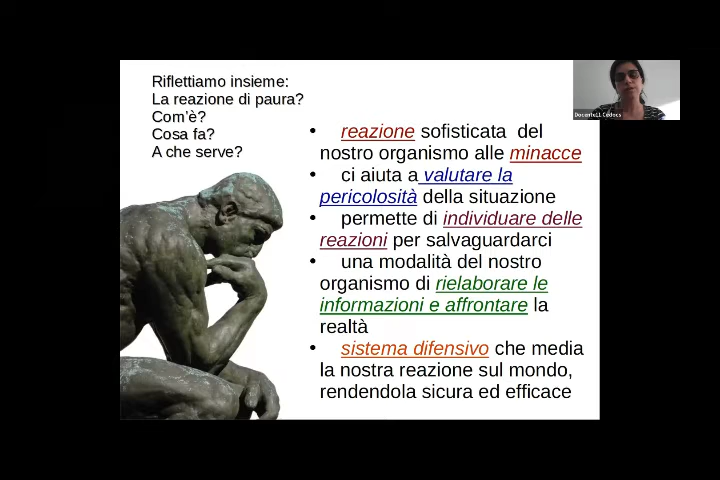 Riflettiamo insieme:
La reazione di paura?
Com'è?
Cosa fa?
A che serve?
• reazione sofisticata del
nostro organismo alle minacce
• ci aiuta a valutare la
pericolosità della situazione
• permette di individuare delle
reazioni per salvaguardarci
• una modalità del nostro
organismo di rielaborare le
informazioni e affrontare la
realtà
• sistema difensivo che media
la nostra reazione sul mondo,
rendendola sicura ed efficace
Docente11 Cedocs